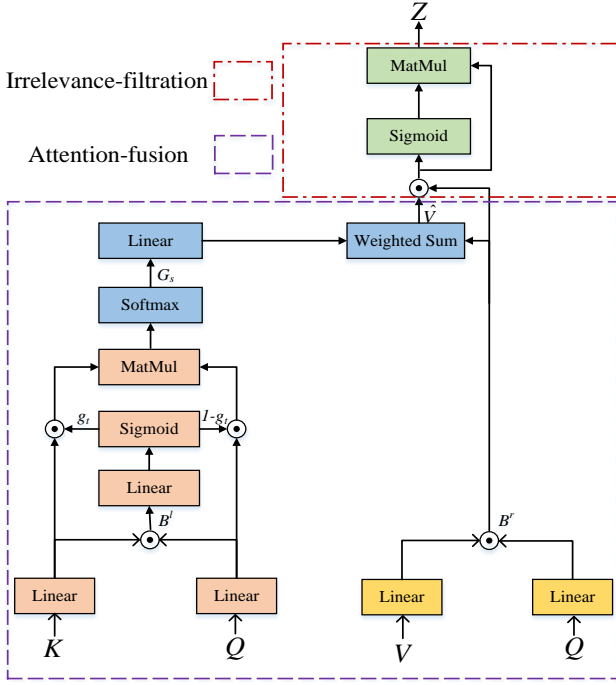 Z
Irrelevance-filtration
MatMul
Attention-fusion
Sigmoid
V̂
Linear
Weighted Sum
G_s
Softmax
MatMul
g_t
Sigmoid
1-g_t
Linear
B^l
B^r
Linear
Linear
Linear
Linear
K
Q
V
Q